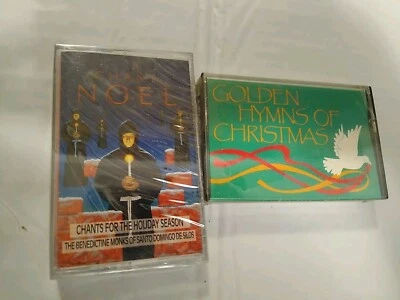 NOEL
CHANTS FOR THE HOLIDAY SEASON
THE BENEDICTINE MONKS OF SANTO DOMINGO DE SILOS
GOLDEN
HYMNS OF
CHRISTMAS